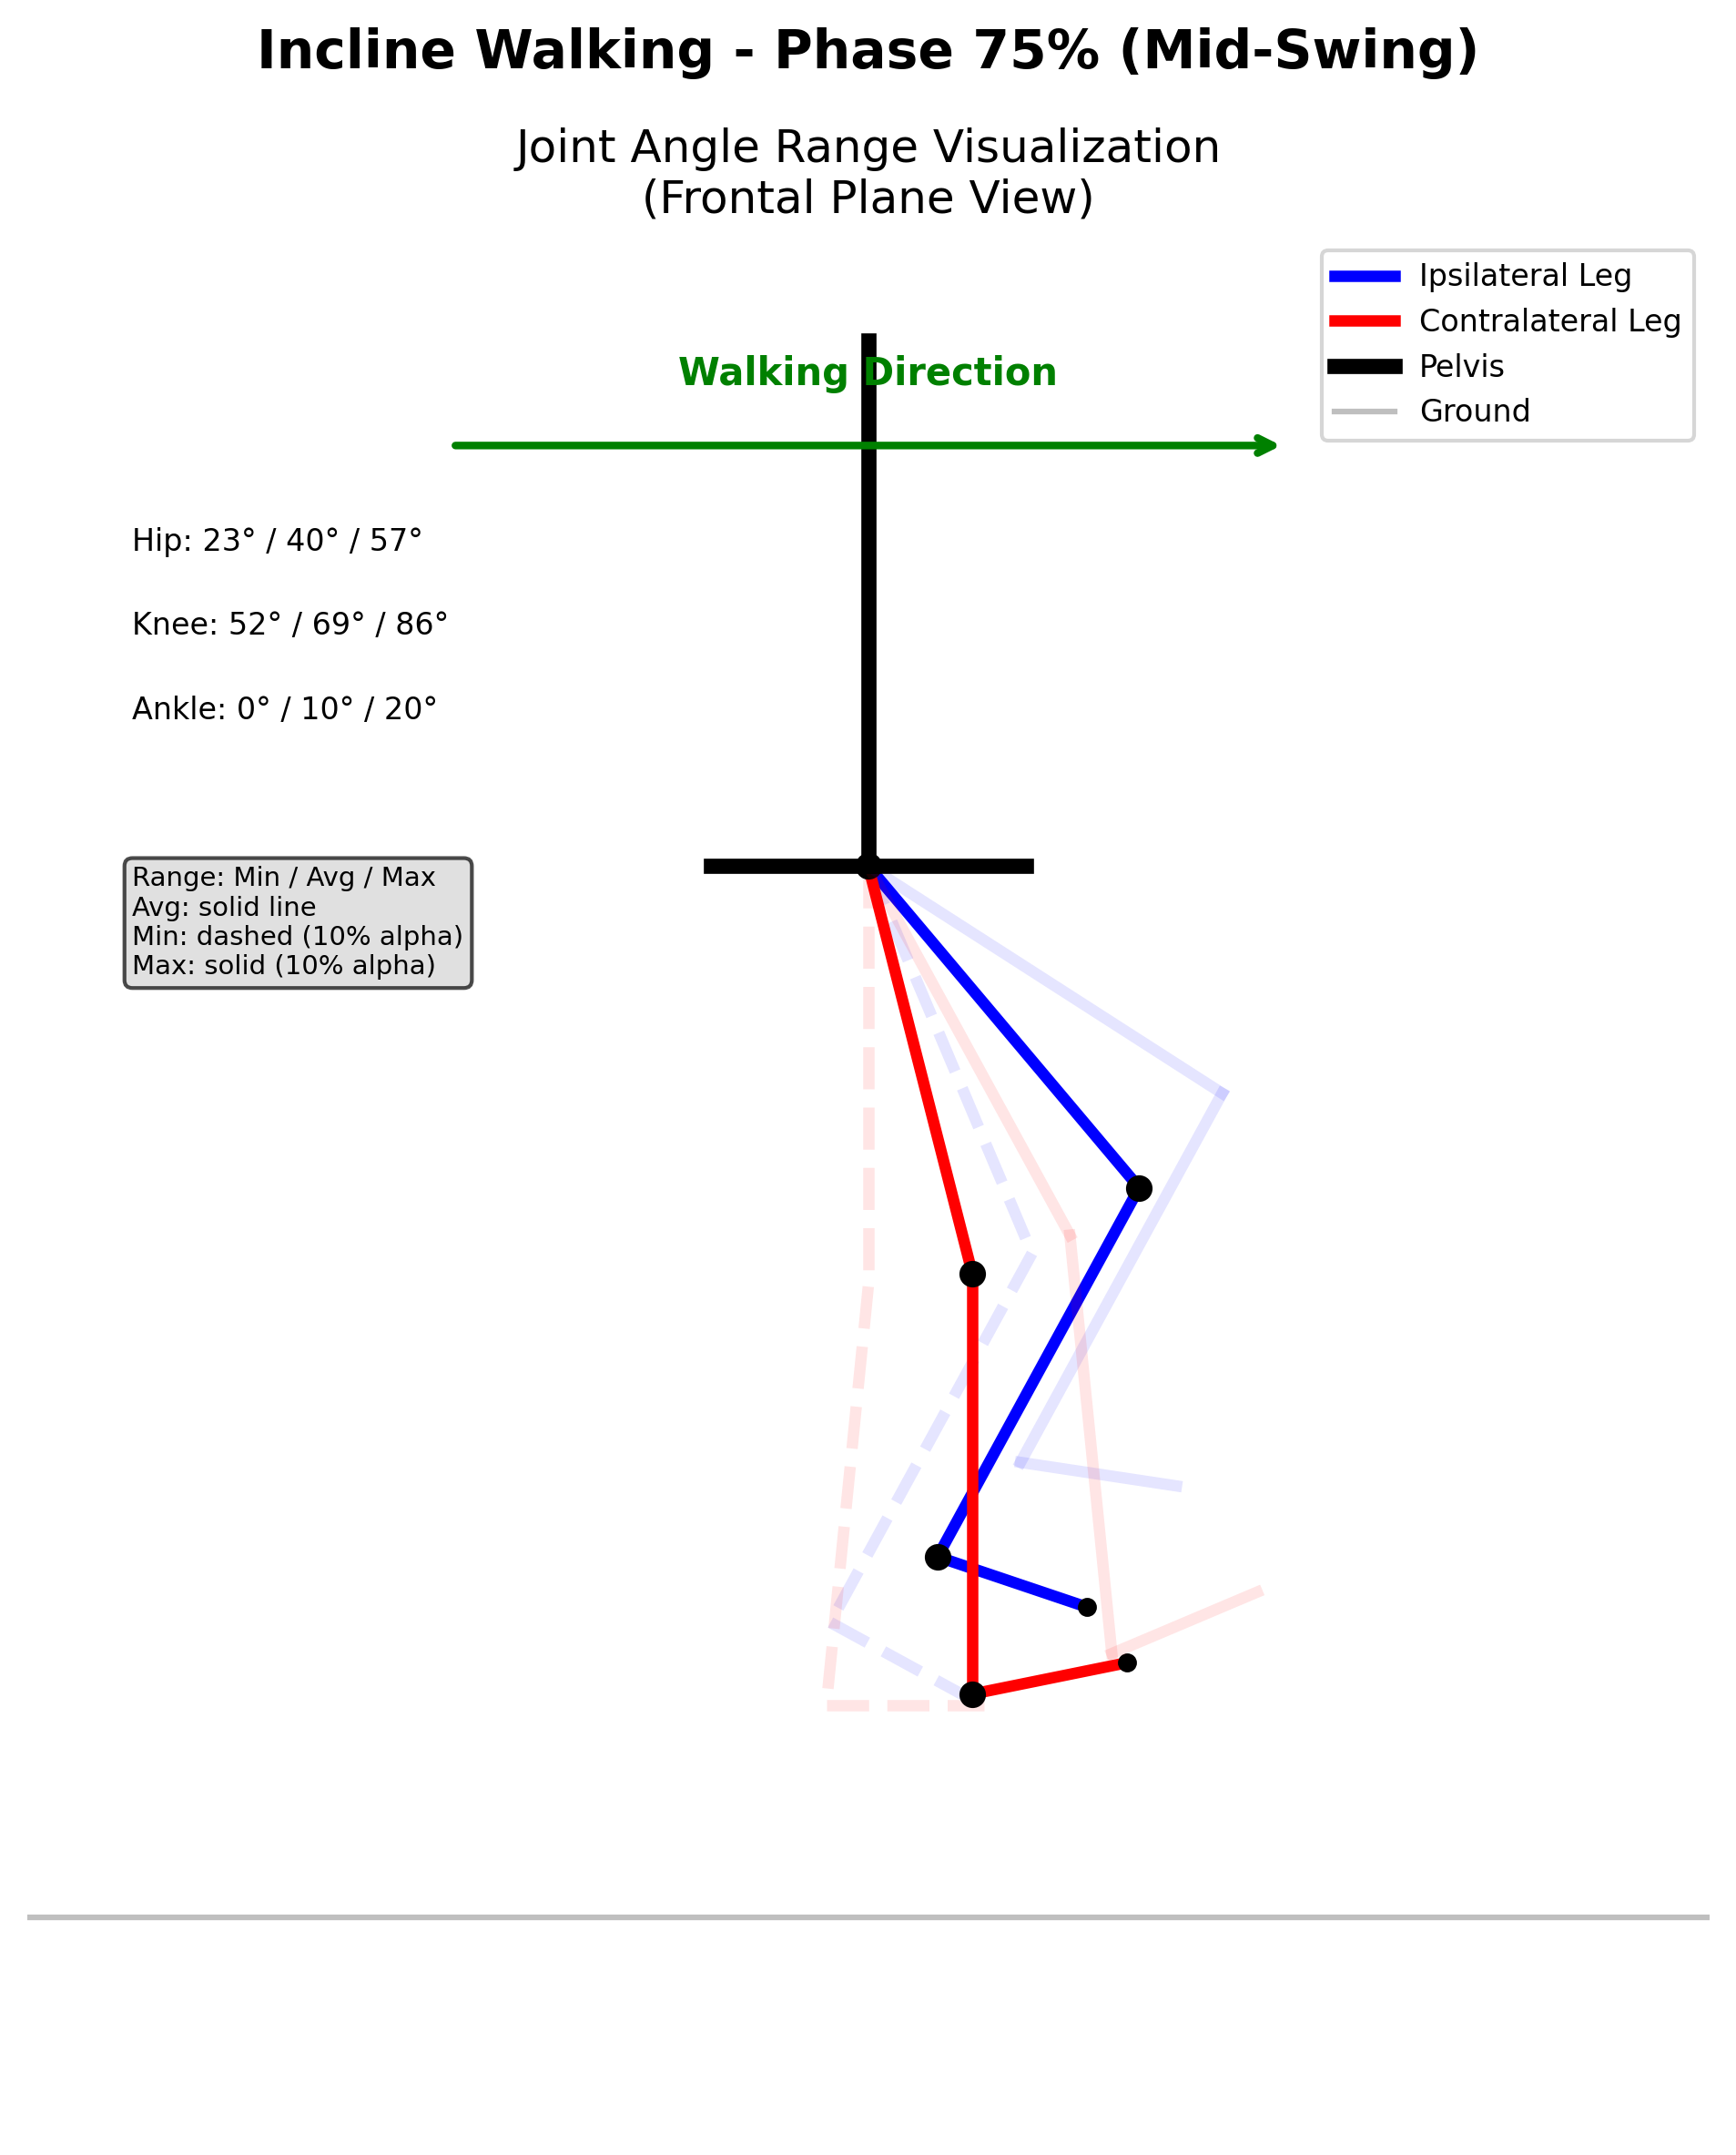 Incline Walking - Phase 75% (Mid-Swing)
Joint Angle Range Visualization
(Frontal Plane View)
Ipsilateral Leg
Contralateral Leg
Pelvis
Ground
Walking Direction
Hip: 23° / 40° / 57°
Knee: 52° / 69° / 86°
Ankle: 0° / 10° / 20°
Range: Min / Avg / Max
Avg: solid line
Min: dashed (10% alpha)
Max: solid (10% alpha)